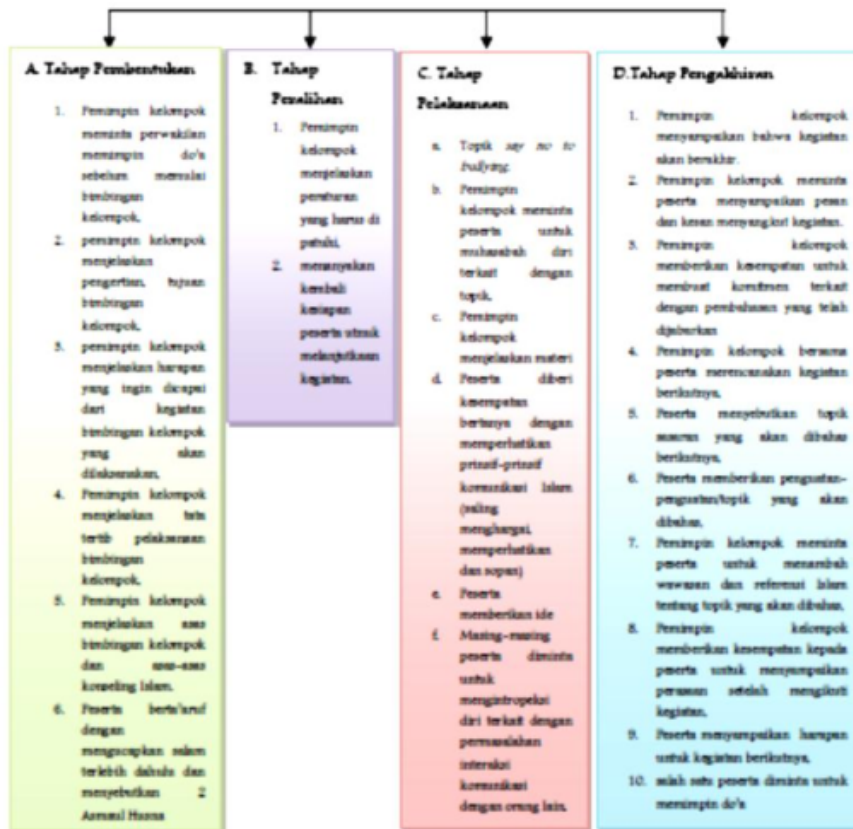 A. Tahap Pembentukan
1. Pemimpin kelompok
meminta perwakilan
memimpin do'a
sebelum memulai
bimbingan
kelompok,
2. pemimpin kelompok
menjelaskan
pengertian, tujuan
bimbingan
kelompok,
3. pemimpin kelompok
menjelaskan harapan
yang ingin dicapai
dari kegiatan
bimbingan kelompok
yang akan
dilaksanakan,
4. Pemimpin kelompok
menjelaskan tata
tertib pelaksanaan
bimbingan
kelompok,
5. Pemimpin kelompok
menjelaskan asas
bimbingan kelompok
dan asas-asas
konseling Islam,
6. Peserta berta'aruf
dengan
mengucapkan salam
terlebih dahulu dan
menyebutkan 2
Asmaul Husna
B. Tahap
Peralihan
1. Pemimpin
kelompok
menjelaskan
peraturan
yang harus di
patuhi,
2. menanyakan
kembali
kesiapan
peserta untuk
melanjutkan
kegiatan,
C. Tahap
Pelaksanaan
a. Topik say no to
bullying
b. Pemimpin
kelompok meminta
peserta untuk
muhasabah diri
terkait dengan
topik,
c. Pemimpin
kelompok
menjelaskan materi
d. Peserta diberi
kesempatan
bertanya dengan
memperhatikan
prinsif-prinsif
komunikasi Islam
(saling
menghargai,
memperhatikan
dan sopan)
e. Peserta
memberikan ide
f. Masing-masing
peserta diminta
untuk
mengintropeksi
diri terkait dengan
permasalahan
interaksi
komunikasi
dengan orang lain,
D.Tahap Pengakhiran
1. Pemimpin kelompok
menyampaikan bahwa kegiatan
akan berakhir.
2. Pemimpin kelompok meminta
peserta menyampaikan pesan
dan kesan menyangkut kegiatan.
3. Pemimpin kelompok
memberikan kesempatan untuk
membuat komitmen terkait
dengan pembahasan yang telah
dijabarkan
4. Pemimpin kelompok bersama
peserta merencanakan kegiatan
berikutnya,
5. Peserta menyebutkan topik
yang akan dibahas
berikutnya,
6. Peserta memberikan penguatan-
penguatan/topik yang akan
dibahas,
7. Pemimpin kelompok meminta
peserta untuk menambah
wawasan dan referensi Islam
tentang topik yang akan dibahas,
8. Pemimpin kelompok
memberikan kesempatan kepada
peserta untuk menyampaikan
perasaan setelah mengikuti
kegiatan,
9. Peserta menyampaikan harapan
untuk kegiatan berikutnya,
10. salah satu peserta diminta untuk
memimpin do'a